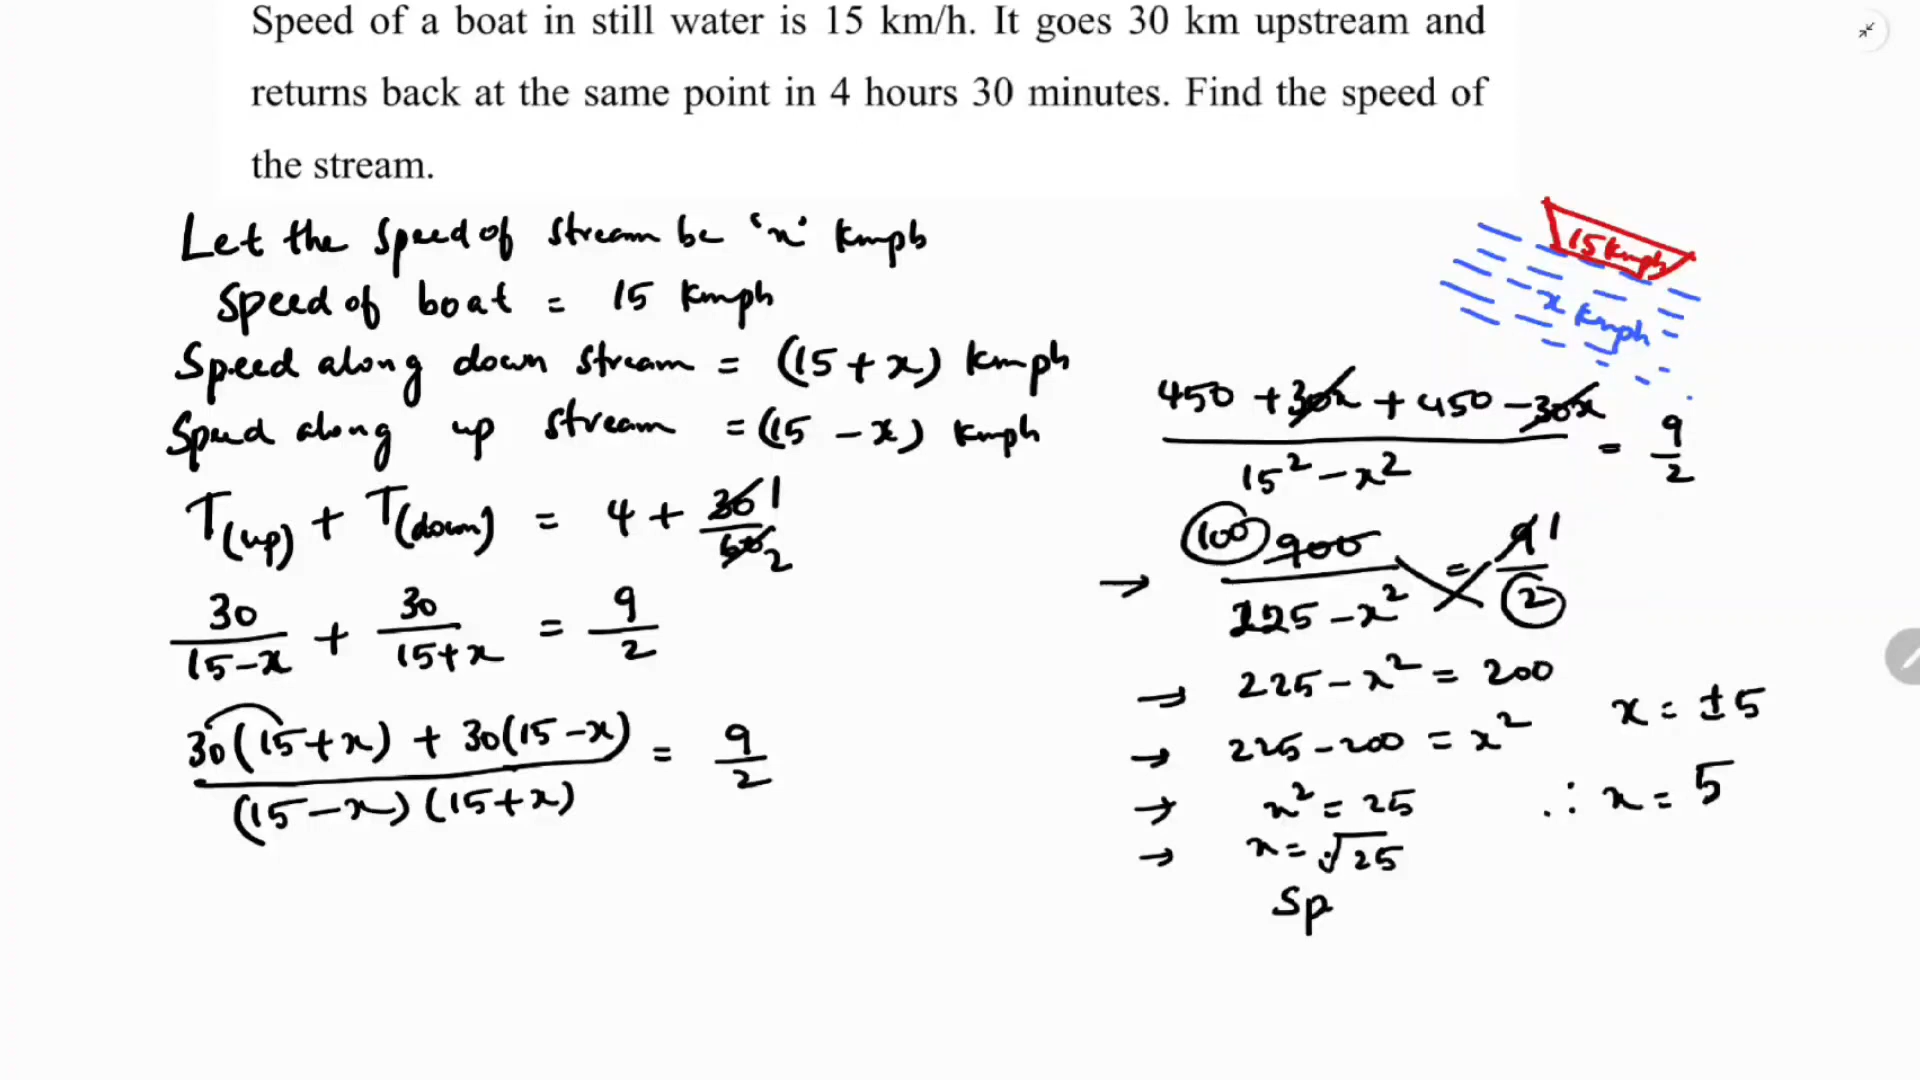 Speed of a boat in still water is 15 km/h. It goes 30 km upstream and
returns back at the same point in 4 hours 30 minutes. Find the speed of
the stream.
Let the speed of stream be 'x' kmph
Speed of boat = 15 kmph
Speed along down stream = (15 + x) kmph
Speed along up stream = (15 - x) kmph
T(up) + T(down) = 4 + 30/60 1/2
30/(15-x) + 30/(15+x) = 9/2
(30(15+x) + 30(15-x))/((15-x)(15+x)) = 9/2
15 kmph
x kmph
(450 + 30x + 450 - 30x)/(15² - x²) = 9/2
→ 100 900/(225 - x²) = 9 1/2
→ 225 - x² = 200
→ 225 - 200 = x²
→ x² = 25
→ x = √25
Sp
x = ±5
∴ x = 5